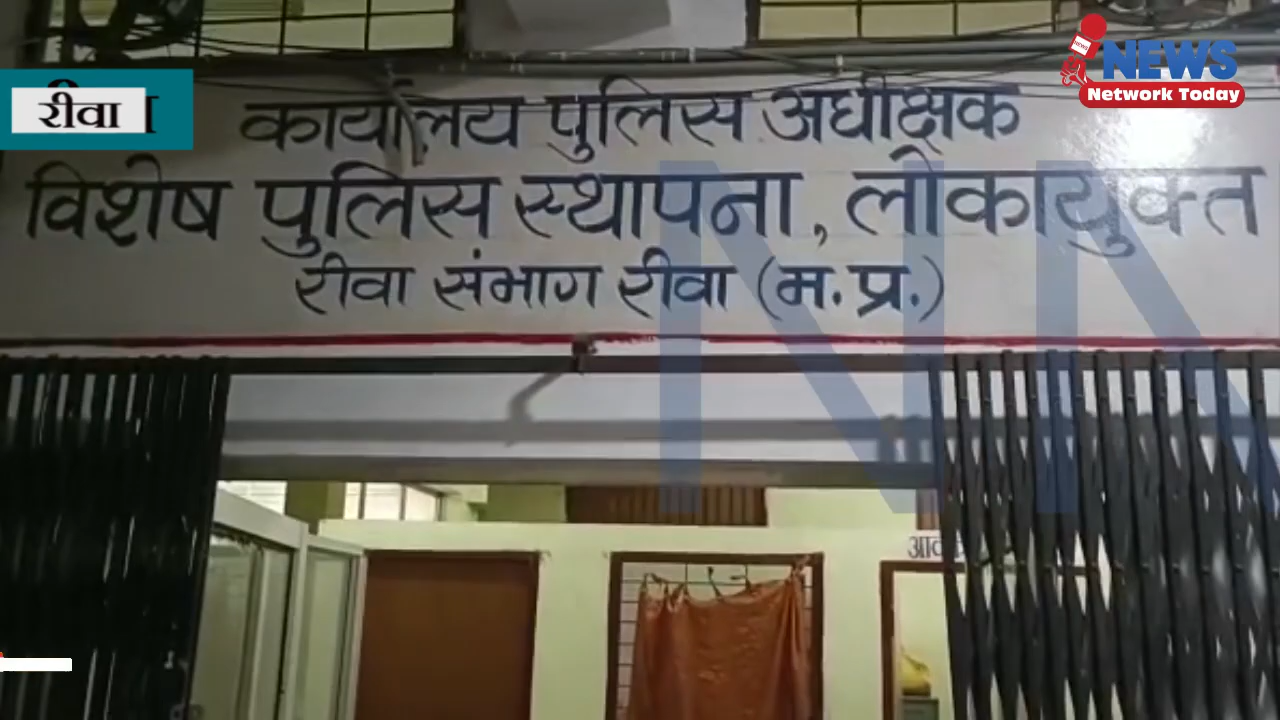 NEWS
Network Today
रीवा
कार्यालय पुलिस अधीक्षक
विशेष पुलिस स्थापना, लोकायुक्त
रीवा संभाग रीवा (म. प्र.)